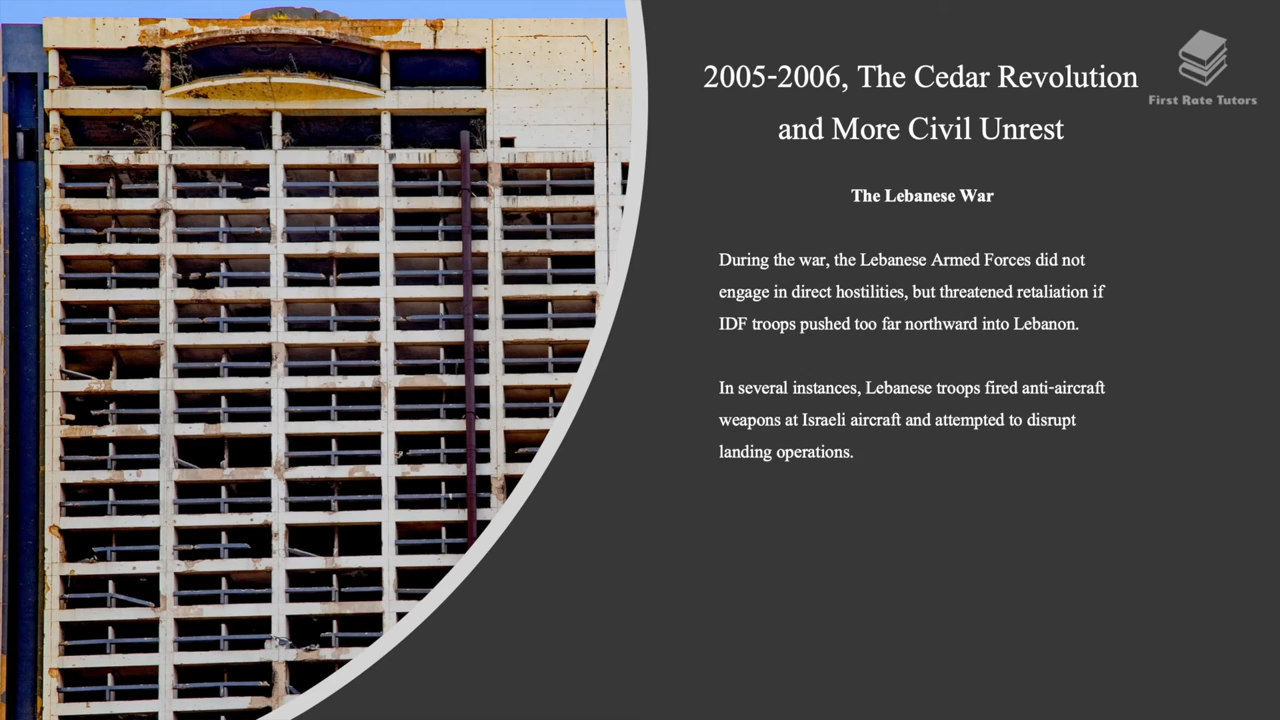 2005-2006, The Cedar Revolution
and More Civil Unrest
First Rate Tutors
The Lebanese War
During the war, the Lebanese Armed Forces did not
engage in direct hostilities, but threatened retaliation if
IDF troops pushed too far northward into Lebanon.
In several instances, Lebanese troops fired anti-aircraft
weapons at Israeli aircraft and attempted to disrupt
landing operations.